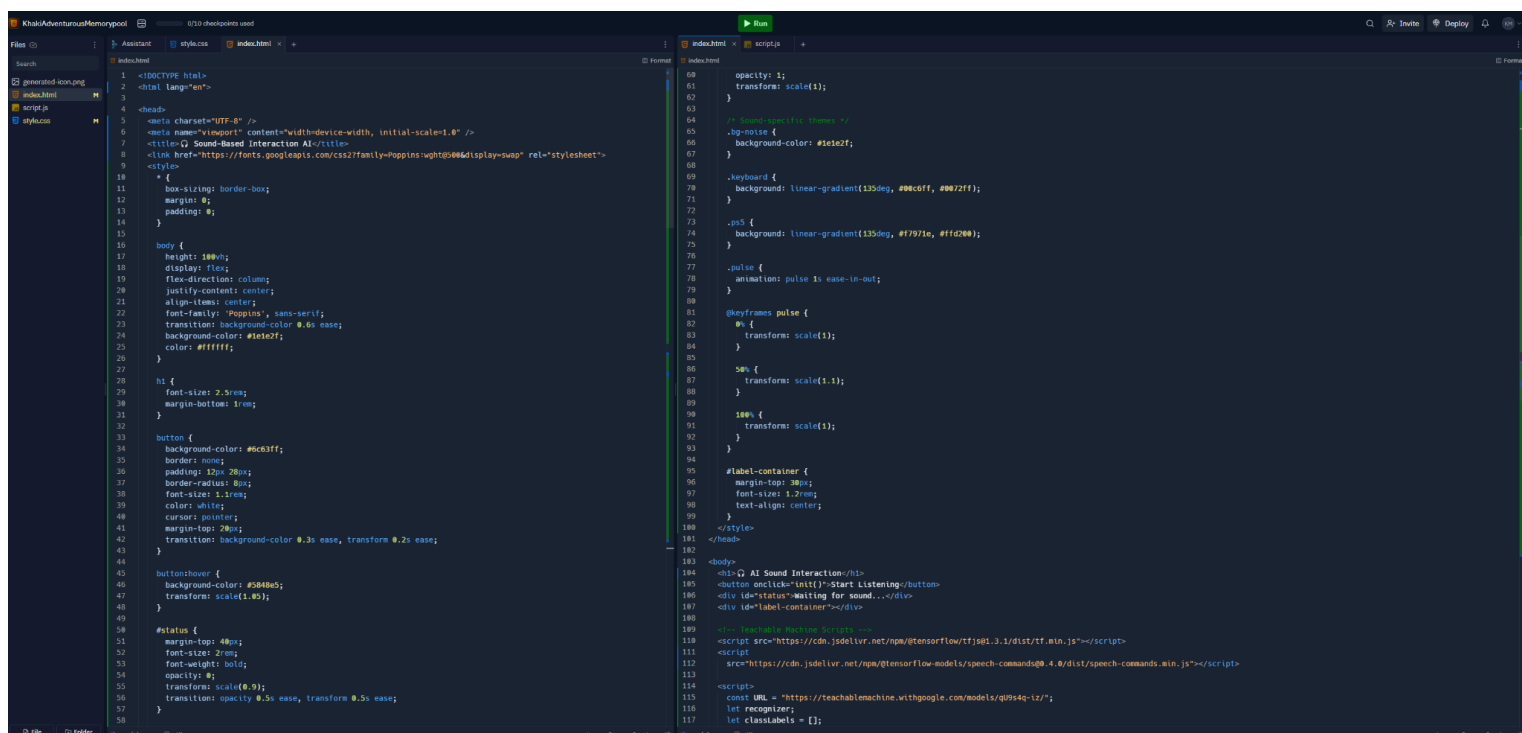 KhakiAdventurousMemorypool
0/10 checkpoints used
Run
Invite
Deploy
KM
Files
Search
generated-icon.png
index.html M
script.js
style.css M
File
Folder
Assistant
style.css
index.html × +
index.html
Format
1 <!DOCTYPE html>
2 <html lang="en">
3
4 <head>
5 <meta charset="UTF-8" />
6 <meta name="viewport" content="width=device-width, initial-scale=1.0" />
7 <title>🎧 Sound-Based Interaction AI</title>
8 <link href="https://fonts.googleapis.com/css2?family=Poppins:wght@500&display=swap" rel="stylesheet">
9 <style>
10 * {
11 box-sizing: border-box;
12 margin: 0;
13 padding: 0;
14 }
15
16 body {
17 height: 100vh;
18 display: flex;
19 flex-direction: column;
20 justify-content: center;
21 align-items: center;
22 font-family: 'Poppins', sans-serif;
23 transition: background-color 0.6s ease;
24 background-color: #1e1e2f;
25 color: #ffffff;
26 }
27
28 h1 {
29 font-size: 2.5rem;
30 margin-bottom: 1rem;
31 }
32
33 button {
34 background-color: #6c63ff;
35 border: none;
36 padding: 12px 28px;
37 border-radius: 8px;
38 font-size: 1.1rem;
39 color: white;
40 cursor: pointer;
41 margin-top: 20px;
42 transition: background-color 0.3s ease, transform 0.2s ease;
43 }
44
45 button:hover {
46 background-color: #5848e5;
47 transform: scale(1.05);
48 }
49
50 #status {
51 margin-top: 40px;
52 font-size: 2rem;
53 font-weight: bold;
54 opacity: 0;
55 transform: scale(0.9);
56 transition: opacity 0.5s ease, transform 0.5s ease;
57 }
58
index.html × script.js +
index.html
Forma
60 opacity: 1;
61 transform: scale(1);
62 }
63
64 /* Sound-specific themes */
65 .bg-noise {
66 background-color: #1e1e2f;
67 }
68
69 .keyboard {
70 background: linear-gradient(135deg, #00c6ff, #0072ff);
71 }
72
73 .ps5 {
74 background: linear-gradient(135deg, #f7971e, #ffd200);
75 }
76
77 .pulse {
78 animation: pulse 1s ease-in-out;
79 }
80
81 @keyframes pulse {
82 0% {
83 transform: scale(1);
84 }
85
86 50% {
87 transform: scale(1.1);
88 }
89
90 100% {
91 transform: scale(1);
92 }
93 }
94
95 #label-container {
96 margin-top: 30px;
97 font-size: 1.2rem;
98 text-align: center;
99 }
100 </style>
101 </head>
102
103 <body>
104 <h1>🎧 AI Sound Interaction</h1>
105 <button onclick="init()">Start Listening</button>
106 <div id="status">Waiting for sound...</div>
107 <div id="label-container"></div>
108
109 <!-- Teachable Machine Scripts -->
110 <script src="https://cdn.jsdelivr.net/npm/@tensorflow/tfjs@1.3.1/dist/tf.min.js"></script>
111 <script
112 src="https://cdn.jsdelivr.net/npm/@tensorflow-models/speech-commands@0.4.0/dist/speech-commands.min.js"></script>
113
114 <script>
115 const URL = "https://teachablemachine.withgoogle.com/models/qU9s4q-iz/";
116 let recognizer;
117 let classLabels = [];